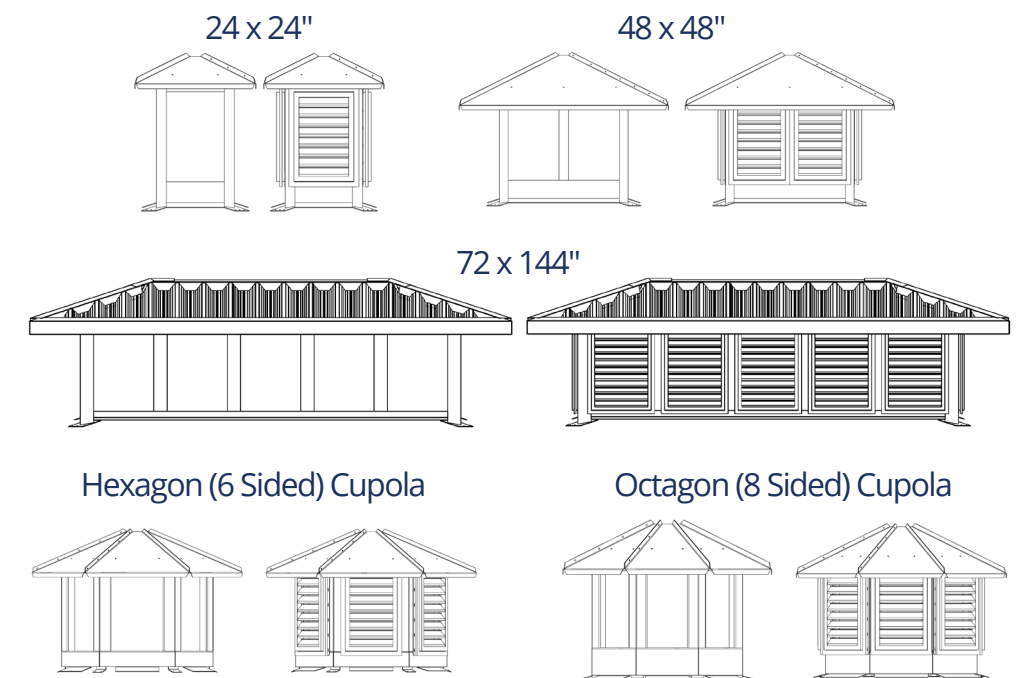 24 x 24"
48 x 48"
72 x 144"
Hexagon (6 Sided) Cupola
Octagon (8 Sided) Cupola